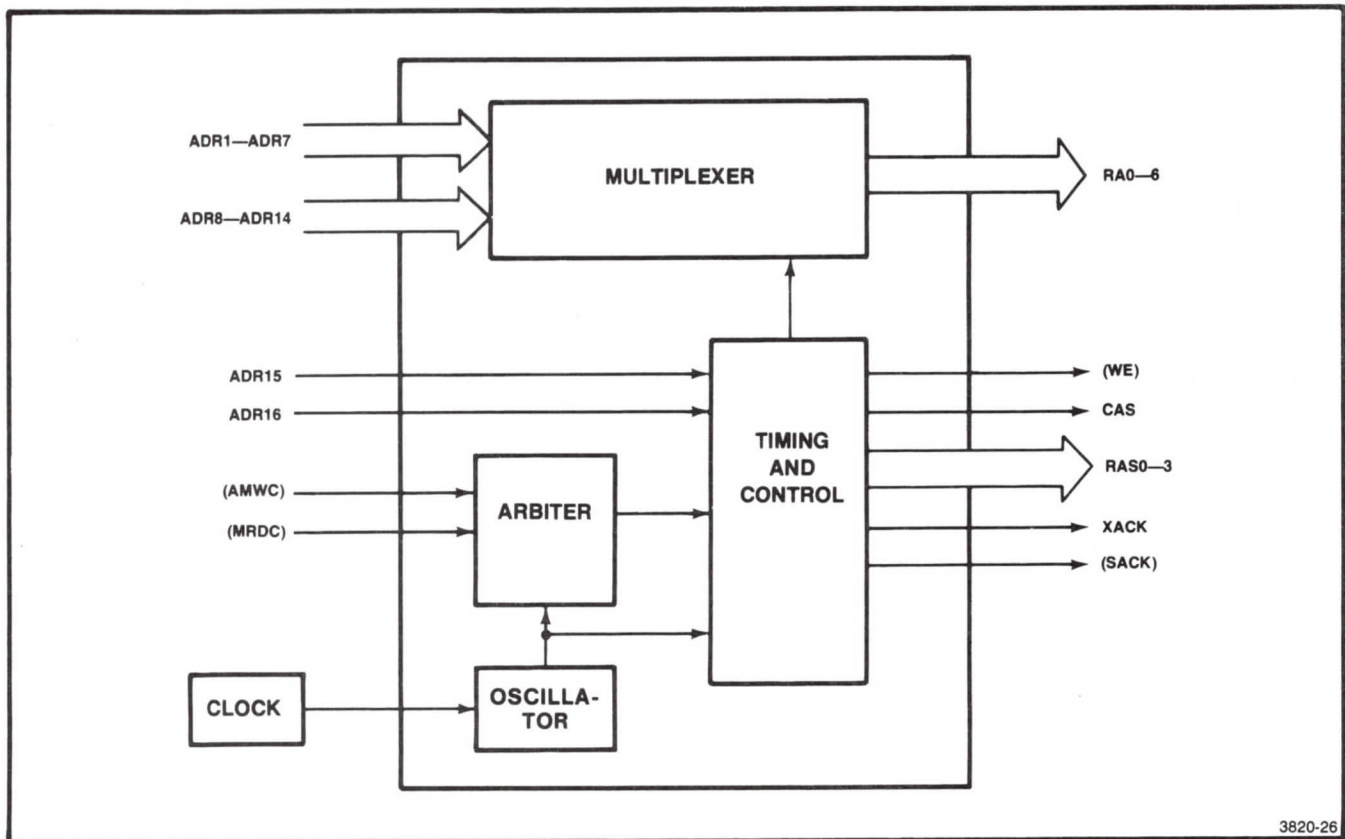 ADR1—ADR7
ADR8—ADR14
MULTIPLEXER
RA0—6
ADR15
ADR16
(AMWC)
(MRDC)
ARBITER
TIMING
AND
CONTROL
(WE)
CAS
RAS0—3
XACK
(SACK)
CLOCK
OSCILLA-
TOR
3820-26